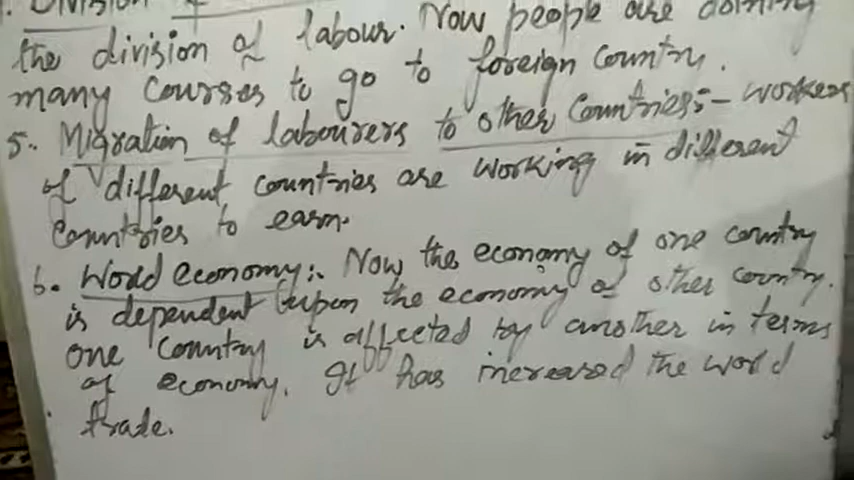 Division
the division of labour. Now people are
many courses to go to foreign country.
5. Migration of labourers to other countries:- workers
of different countries are working in different
countries to earn.
6. World economy:- Now the economy of one country
is dependent upon the economy of other country.
one country is affected by another in terms
of economy. It has increased the world
trade.